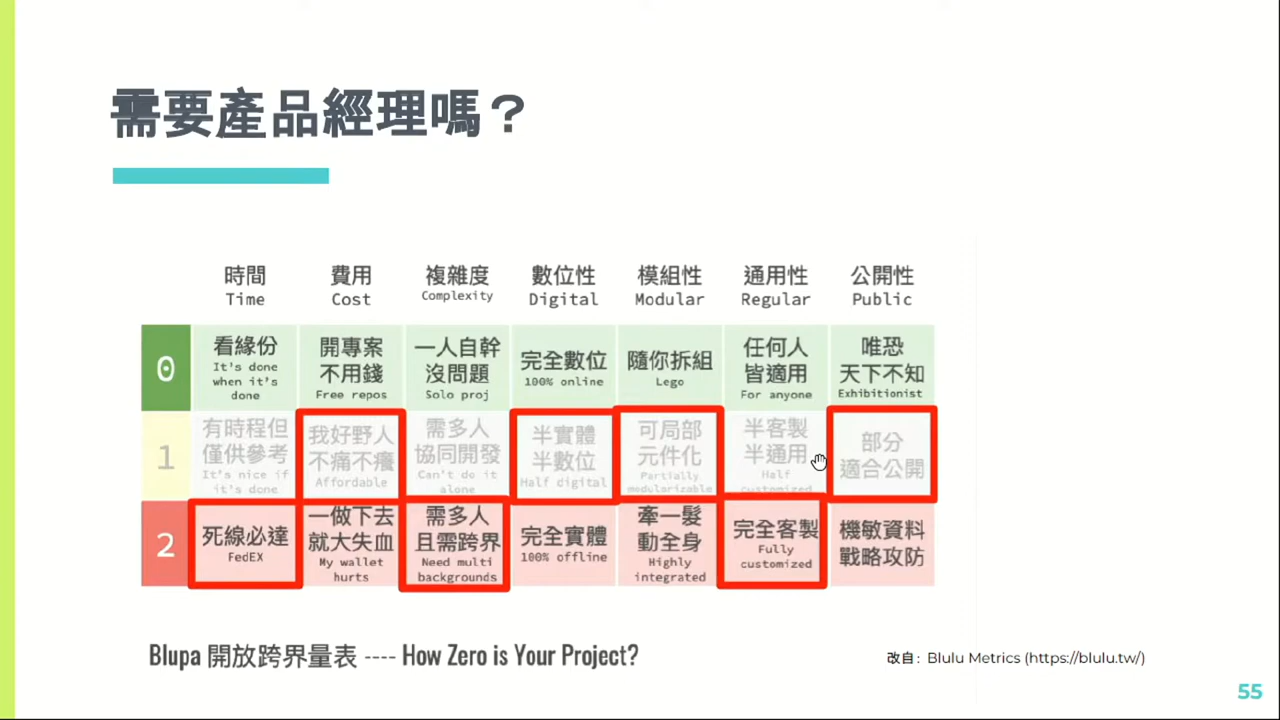 需要產品經理嗎？
時間 費用 複雜度 數位性 模組性 通用性 公開性
Time Cost Complexity Digital Modular Regular Public
0
看緣份
It's done
when it's
done
開專案
不用錢
Free repos
一人自幹
沒問題
Solo proj
完全數位
100% online
隨你拆組
Lego
任何人
皆適用
For anyone
唯恐
天下不知
Exhibitionist
1
有時程但
僅供參考
It's nice if
it's done
我好野人
不痛不癢
Affordable
需多人
協同開發
Can't do it
alone
半實體
半數位
Half digital
可局部
元件化
Partially
modularizable
半客製
半通用
Half
customized
部分
適合公開
2
死線必達
FedEX
一做下去
就大失血
My wallet
hurts
需多人
且需跨界
Need multi
backgrounds
完全實體
100% offline
牽一髮
動全身
Highly
integrated
完全客製
Fully
customized
機敏資料
戰略攻防
Blupa 開放跨界量表 ---- How Zero is Your Project?
改自：Blulu Metrics (https://blulu.tw/)
55